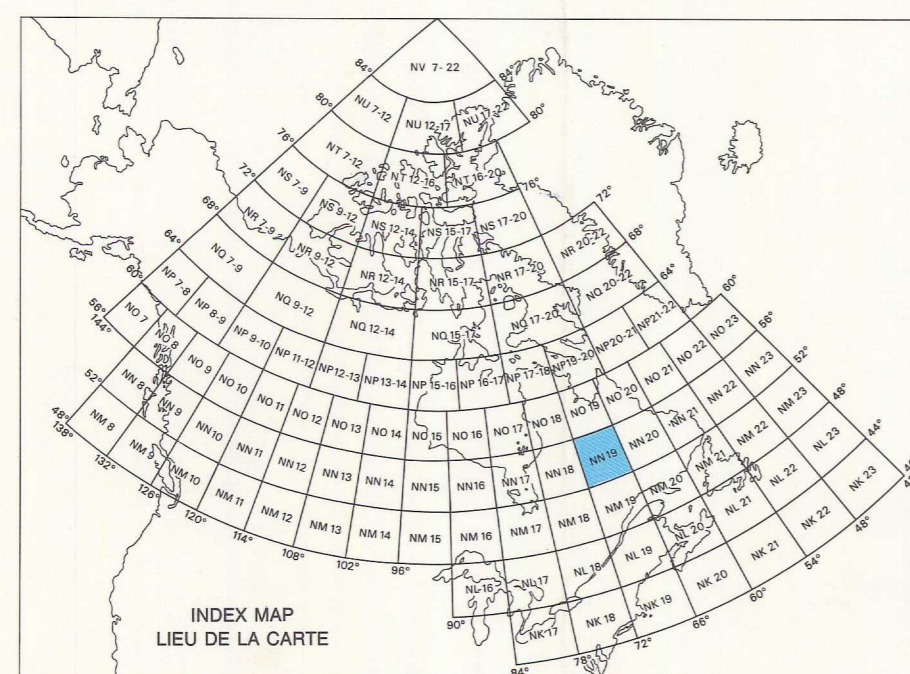 NV 7-22
84°
84°
NU 7-12
NU 12-17
NU 17-22
80°
80°
NT 7-12
NT 12-16
NT 16-20
76°
76°
NS 7-9
NS 9-12
NS 12-14
NS 15-17
NS 17-20
72°
72°
NR 7-9
NR 9-12
NR 12-14
NR 15-17
NR 17-20
NR 20-22
68°
68°
NQ 7-9
NQ 9-12
NQ 12-14
NQ 15-17
NQ 17-20
NQ 20-22
64°
64°
NP 7-8
NP 8-9
NP 9-10
NP 11-12
NP 12-13
NP 13-14
NP 15-16
NP 16-17
NP 17-18
NP 19-20
NP 20-21
NP 21-22
60°
60°
NO 7
NO 8
NO 9
NO 10
NO 11
NO 12
NO 13
NO 14
NO 15
NO 16
NO 17
NO 18
NO 19
NO 20
NO 21
NO 22
NO 23
56°
144°
56°
NN 8
NN 9
NN 10
NN 11
NN 12
NN 13
NN 14
NN 15
NN 16
NN 17
NN 18
NN 19
NN 20
NN 21
NN 22
NN 23
52°
52°
NM 8
NM 9
NM 10
NM 11
NM 12
NM 13
NM 14
NM 15
NM 16
NM 17
NM 18
NM 19
NM 20
NM 21
NM 22
NM 23
48°
138°
48°
132°
126°
120°
114°
108°
102°
96°
NL 16
NL 17
NL 18
NL 19
NL 20
NL 21
NL 22
NL 23
44°
90°
NK 17
NK 18
NK 19
NK 20
NK 21
NK 22
NK 23
84°
78°
72°
66°
60°
54°
48°
INDEX MAP
LIEU DE LA CARTE